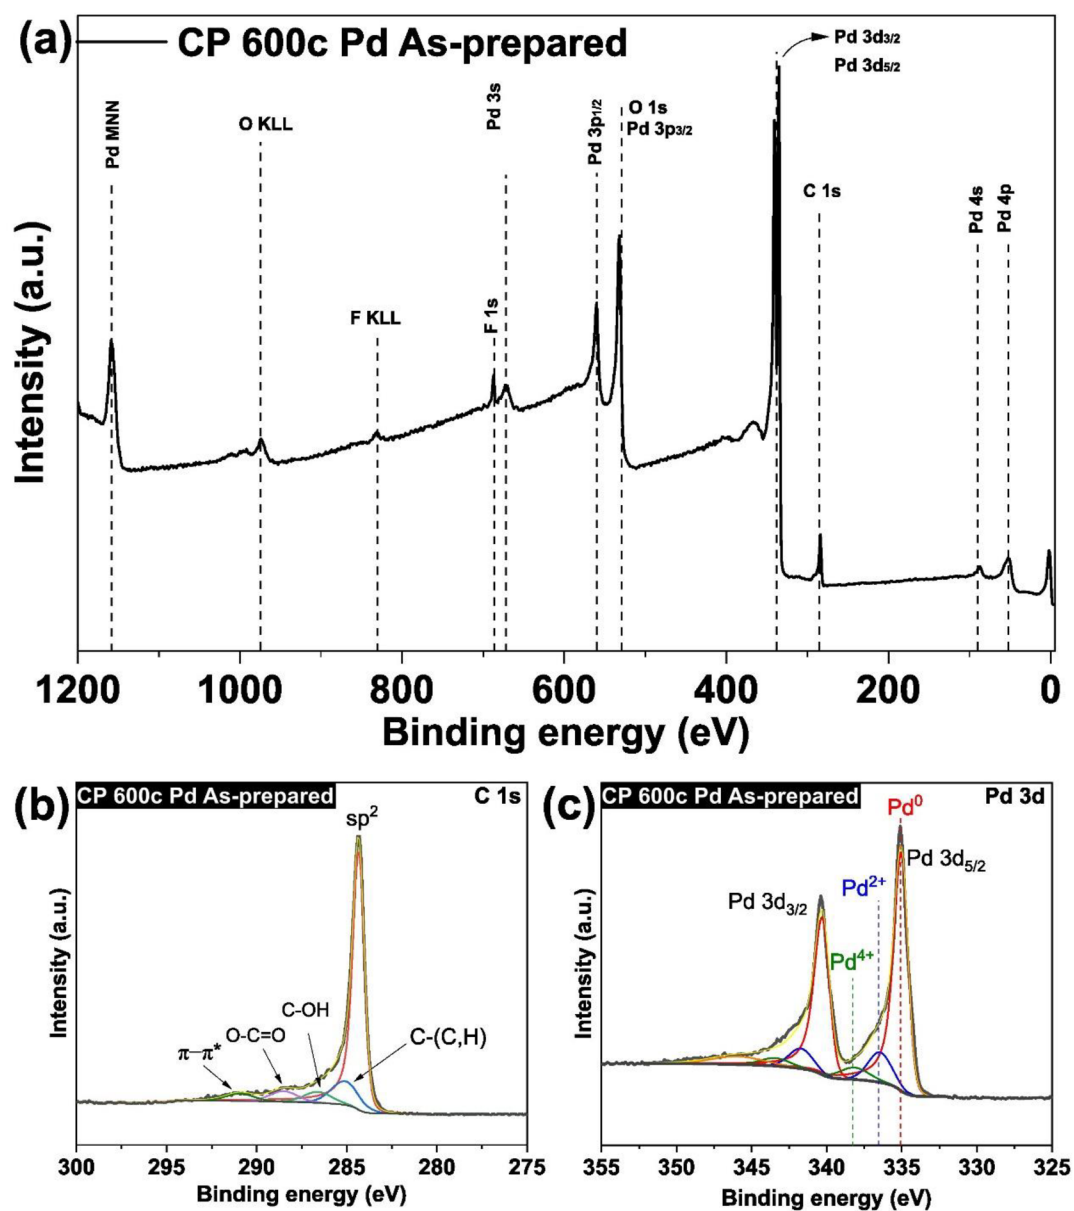 (a)
CP 600c Pd As-prepared
Pd 3d3/2
Pd 3d5/2
Pd MNN
O KLL
F KLL
F 1s
Pd 3s
Pd 3p1/2
O 1s
Pd 3p3/2
C 1s
Pd 4s
Pd 4p
Intensity (a.u.)
1200 1000 800 600 400 200 0
Binding energy (eV)
(b)
CP 600c Pd As-prepared
C 1s
sp²
C-OH
O-C=O
π–π*
C-(C,H)
Intensity (a.u.)
300 295 290 285 280 275
Binding energy (eV)
(c)
CP 600c Pd As-prepared
Pd 3d
Pd⁰
Pd 3d₅/₂
Pd²⁺
Pd 3d₃/₂
Pd⁴⁺
Intensity (a.u.)
355 350 345 340 335 330 325
Binding energy (eV)